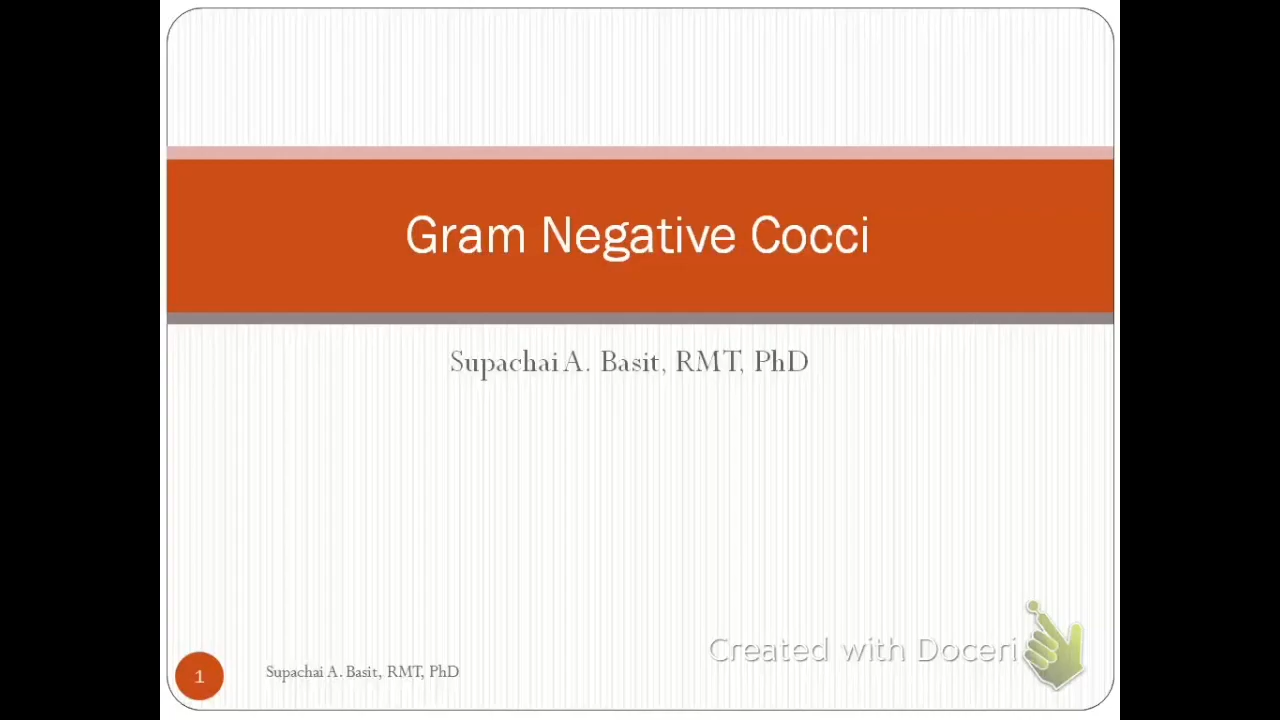 Gram Negative Cocci
Supachai A. Basit, RMT, PhD
Created with Doceri
1
Supachai A. Basit, RMT, PhD